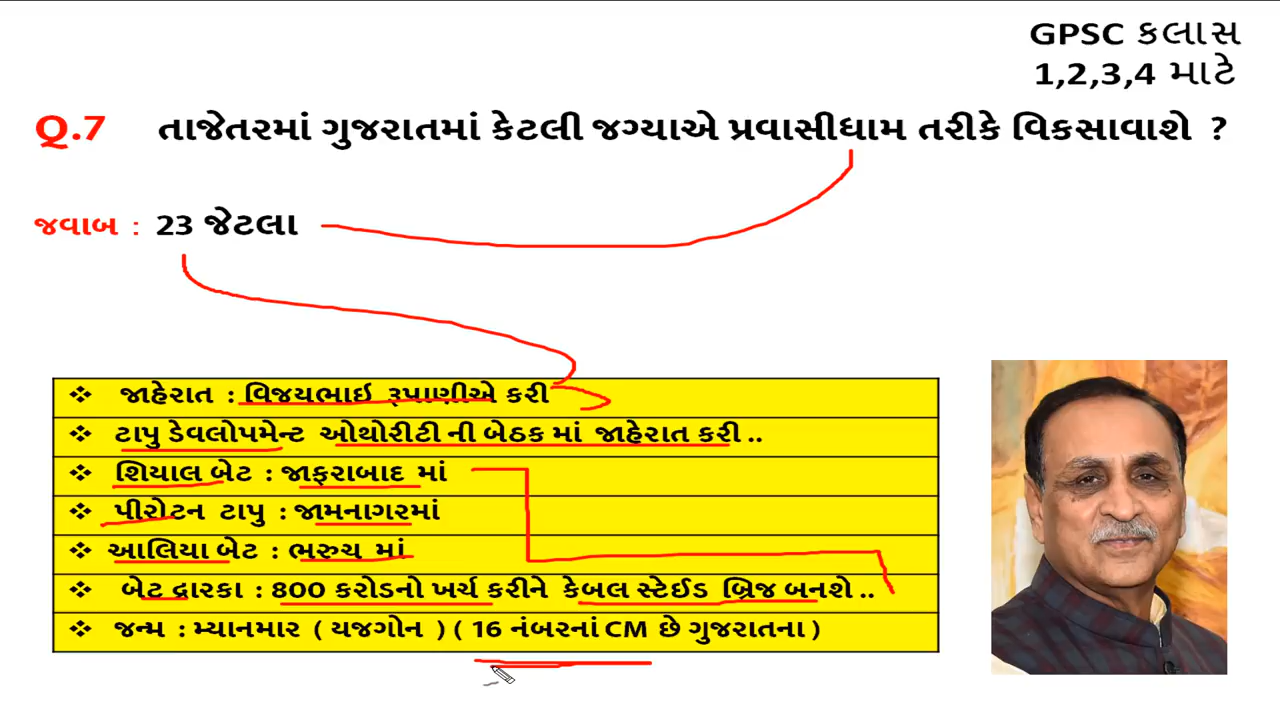 GPSC કલાસ
1,2,3,4 માટે
Q.7 તાજેતરમાં ગુજરાતમાં કેટલી જગ્યાએ પ્રવાસીધામ તરીકે વિકસાવાશે ?
જવાબ : 23 જેટલા
❖ જાહેરાત : વિજયભાઇ રૂપાણીએ કરી
❖ ટાપુ ડેવલોપમેન્ટ ઓથોરીટી ની બેઠક માં જાહેરાત કરી ..
❖ શિયાલ બેટ : જાફરાબાદ માં
❖ પીરોટન ટાપુ : જામનાગરમાં
❖ આલિયા બેટ : ભરુચ માં
❖ બેટ દ્વારકા : 800 કરોડનો ખર્ચ કરીને કેબલ સ્ટેઈડ બ્રિજ બનશે ..
❖ જન્મ : મ્યાનમાર ( યજગોન ) ( 16 નંબરનાં CM છે ગુજરાતના )